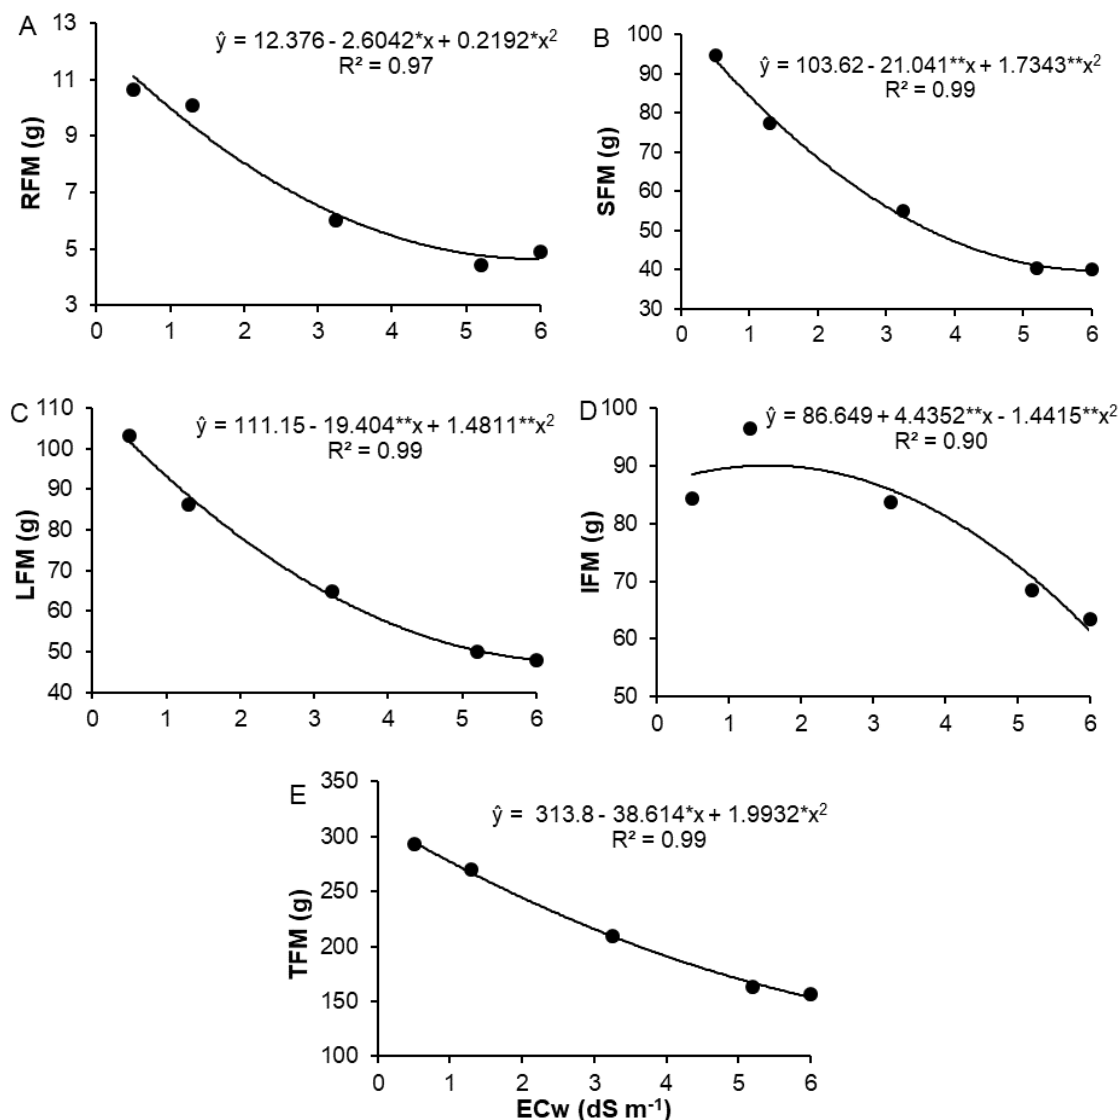 A
13
11
9
7
5
3
RFM (g)
ŷ = 12.376 - 2.6042*x + 0.2192*x²
R² = 0.97
0 1 2 3 4 5 6
B
100
90
80
70
60
50
40
30
SFM (g)
ŷ = 103.62 - 21.041**x + 1.7343**x²
R² = 0.99
0 1 2 3 4 5 6
C
110
100
90
80
70
60
50
40
LFM (g)
ŷ = 111.15 - 19.404**x + 1.4811**x²
R² = 0.99
0 1 2 3 4 5 6
D
100
90
80
70
60
50
IFM (g)
ŷ = 86.649 + 4.4352**x - 1.4415**x²
R² = 0.90
0 1 2 3 4 5 6
E
350
300
250
200
150
100
TFM (g)
ŷ = 313.8 - 38.614*x + 1.9932*x²
R² = 0.99
0 1 2 3 4 5 6
ECw (dS m⁻¹)